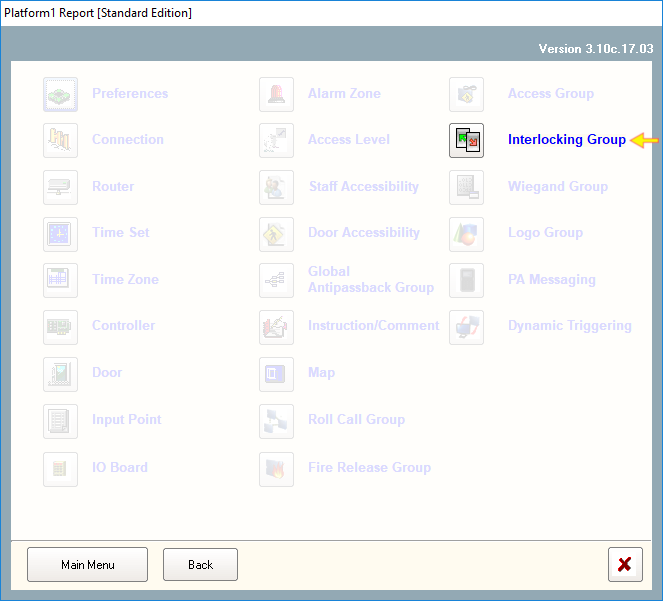 Platform1 Report [Standard Edition]
Version 3.10c.17.03
Preferences
Connection
Router
Time Set
Time Zone
Controller
Door
Input Point
IO Board
Alarm Zone
Access Level
Staff Accessibility
Door Accessibility
Global
Antipassback Group
Instruction/Comment
Map
Roll Call Group
Fire Release Group
Access Group
Interlocking Group
Wiegand Group
Logo Group
PA Messaging
Dynamic Triggering
Main Menu
Back